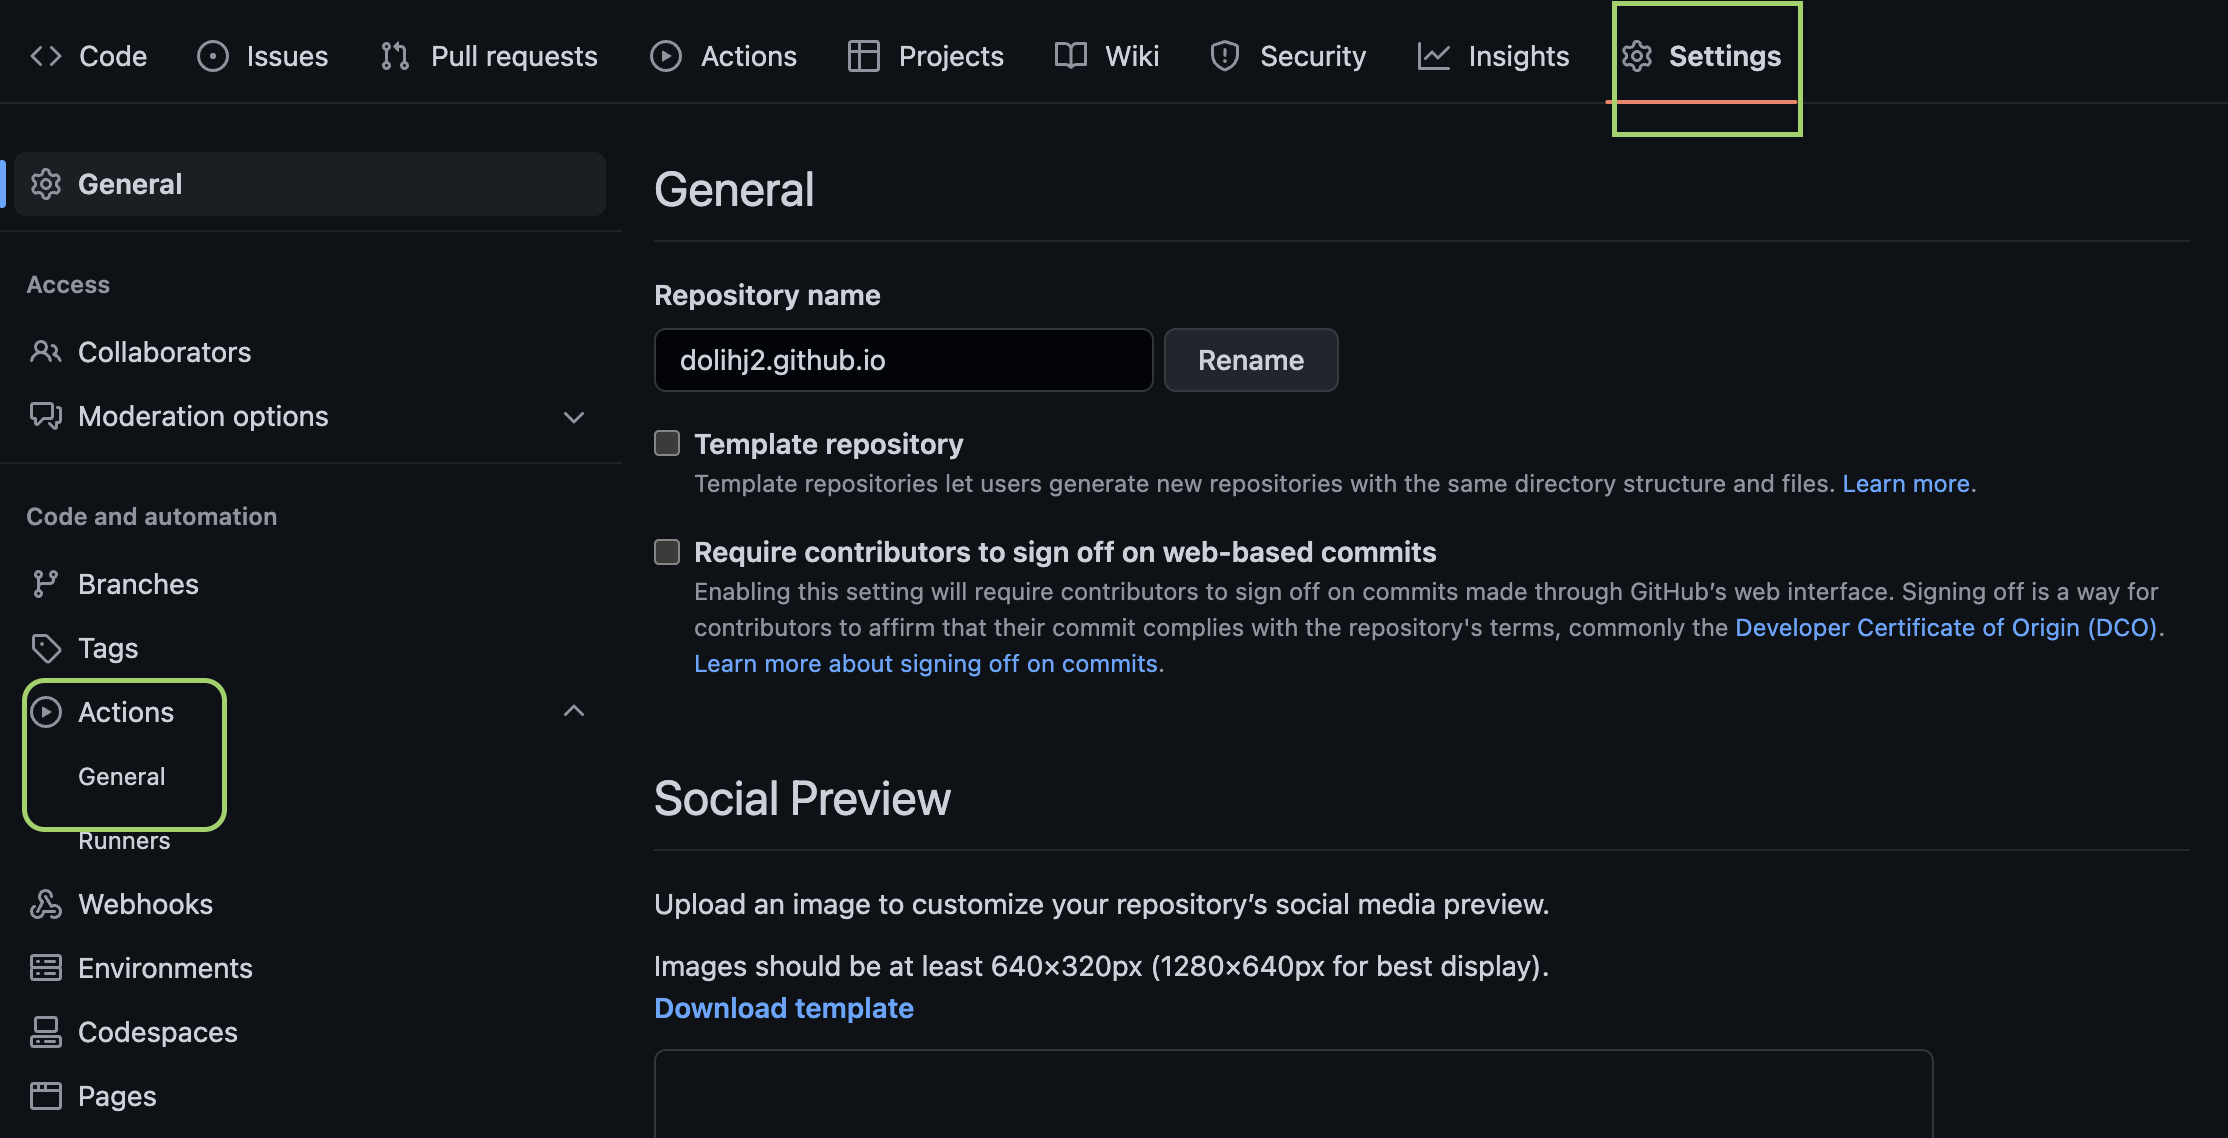 Code Issues Pull requests Actions Projects Wiki Security Insights Settings
General
Access
Collaborators
Moderation options
Code and automation
Branches
Tags
Actions
General
Runners
Webhooks
Environments
Codespaces
Pages
General
Repository name
dolihj2.github.io Rename
Template repository
Template repositories let users generate new repositories with the same directory structure and files. Learn more.
Require contributors to sign off on web-based commits
Enabling this setting will require contributors to sign off on commits made through GitHub’s web interface. Signing off is a way for
contributors to affirm that their commit complies with the repository's terms, commonly the Developer Certificate of Origin (DCO).
Learn more about signing off on commits.
Social Preview
Upload an image to customize your repository’s social media preview.
Images should be at least 640×320px (1280×640px for best display).
Download template